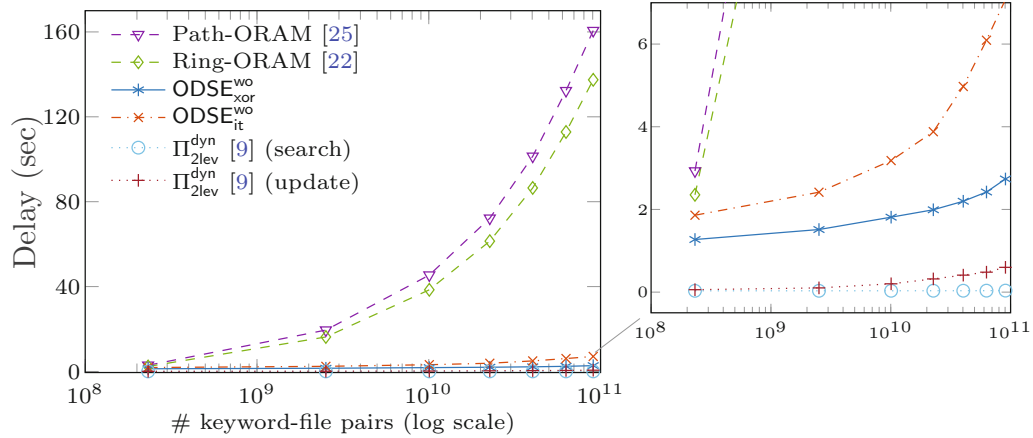 160
120
80
40
0
Delay (sec)
Path-ORAM [25]
Ring-ORAM [22]
ODSE^wo_xor
ODSE^wo_it
Π^dyn_2lev [9] (search)
Π^dyn_2lev [9] (update)
10^8 10^9 10^10 10^11
# keyword-file pairs (log scale)
6
4
2
0
10^8 10^9 10^10 10^11